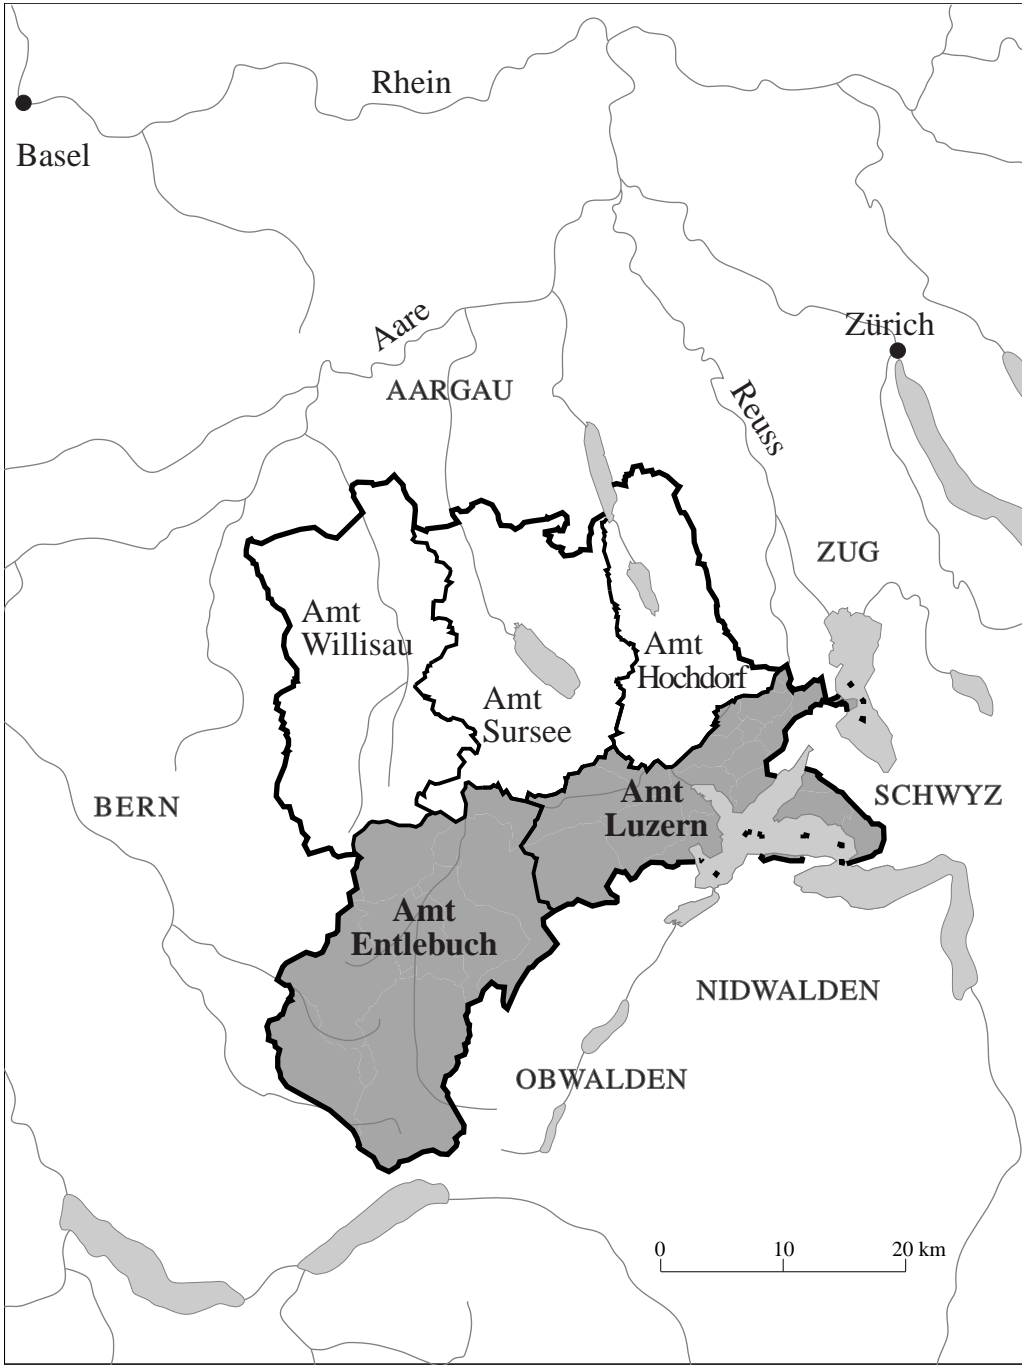 Rhein
Basel
Aare
Zürich
AARGAU
Reuss
ZUG
Amt
Willisau
Amt
Hochdorf
Amt
Sursee
BERN
Amt
Luzern
SCHWYZ
Amt
Entlebuch
NIDWALDEN
OBWALDEN
0 10 20 km